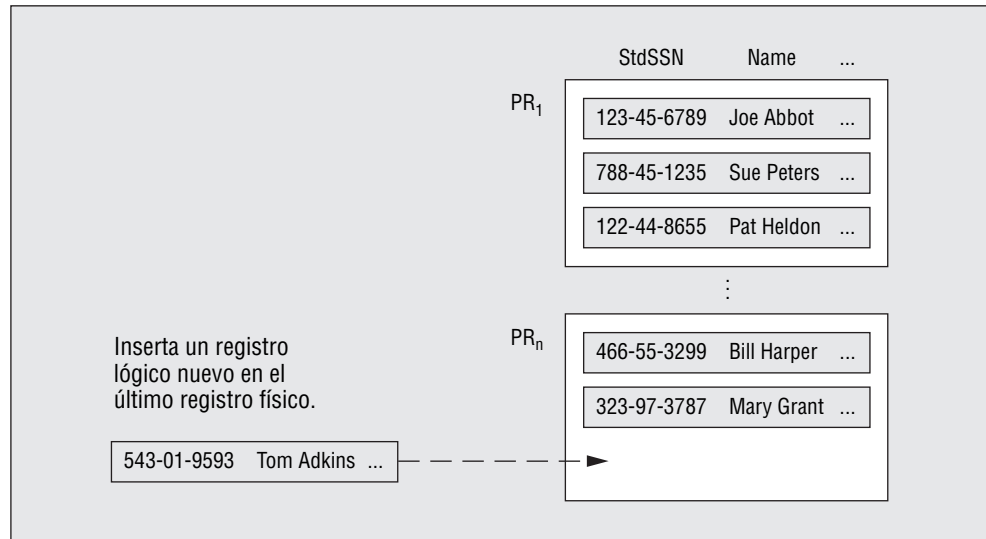 StdSSN Name ...
PR1
123-45-6789 Joe Abbot ...
788-45-1235 Sue Peters ...
122-44-8655 Pat Heldon ...
⋮
PRn
466-55-3299 Bill Harper ...
323-97-3787 Mary Grant ...
Inserta un registro
lógico nuevo en el
último registro físico.
543-01-9593 Tom Adkins ...